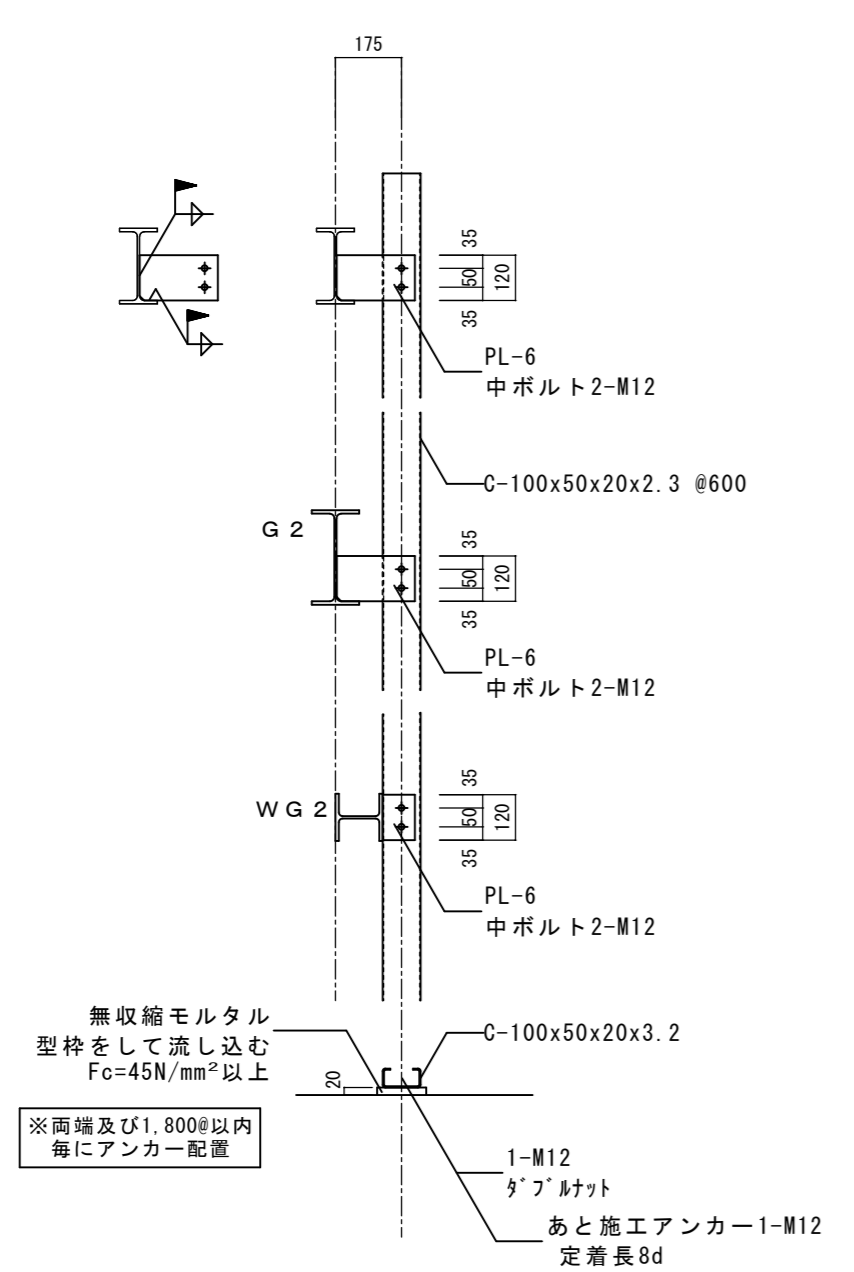 175
35
50
120
35
PL-6
中ボルト2-M12
C-100x50x20x2.3 @600
G2
35
50
120
35
PL-6
中ボルト2-M12
WG2
35
50
120
35
PL-6
中ボルト2-M12
無収縮モルタル
型枠をして流し込む
Fc=45N/mm²以上
C-100x50x20x3.2
20
※両端及び1,800@以内
毎にアンカー配置
1-M12
ﾀﾞﾌﾞﾙﾅｯﾄ
あと施工アンカー1-M12
定着長8d